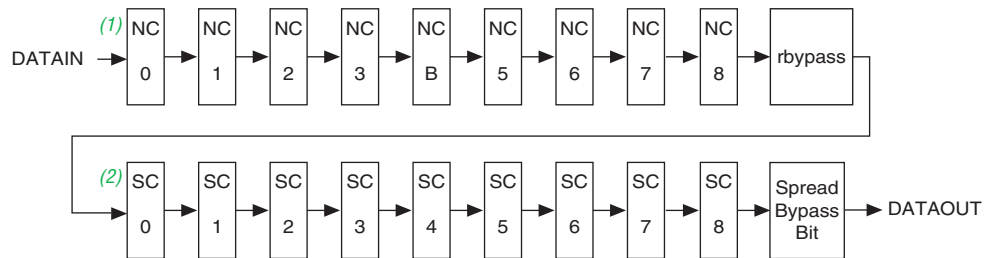 (1) NC NC NC NC NC NC NC NC NC
DATAIN 0 1 2 3 B 5 6 7 8 rbypass
(2) SC SC SC SC SC SC SC SC SC
0 1 2 3 4 5 6 7 8
Spread
Bypass
Bit
DATAOUT